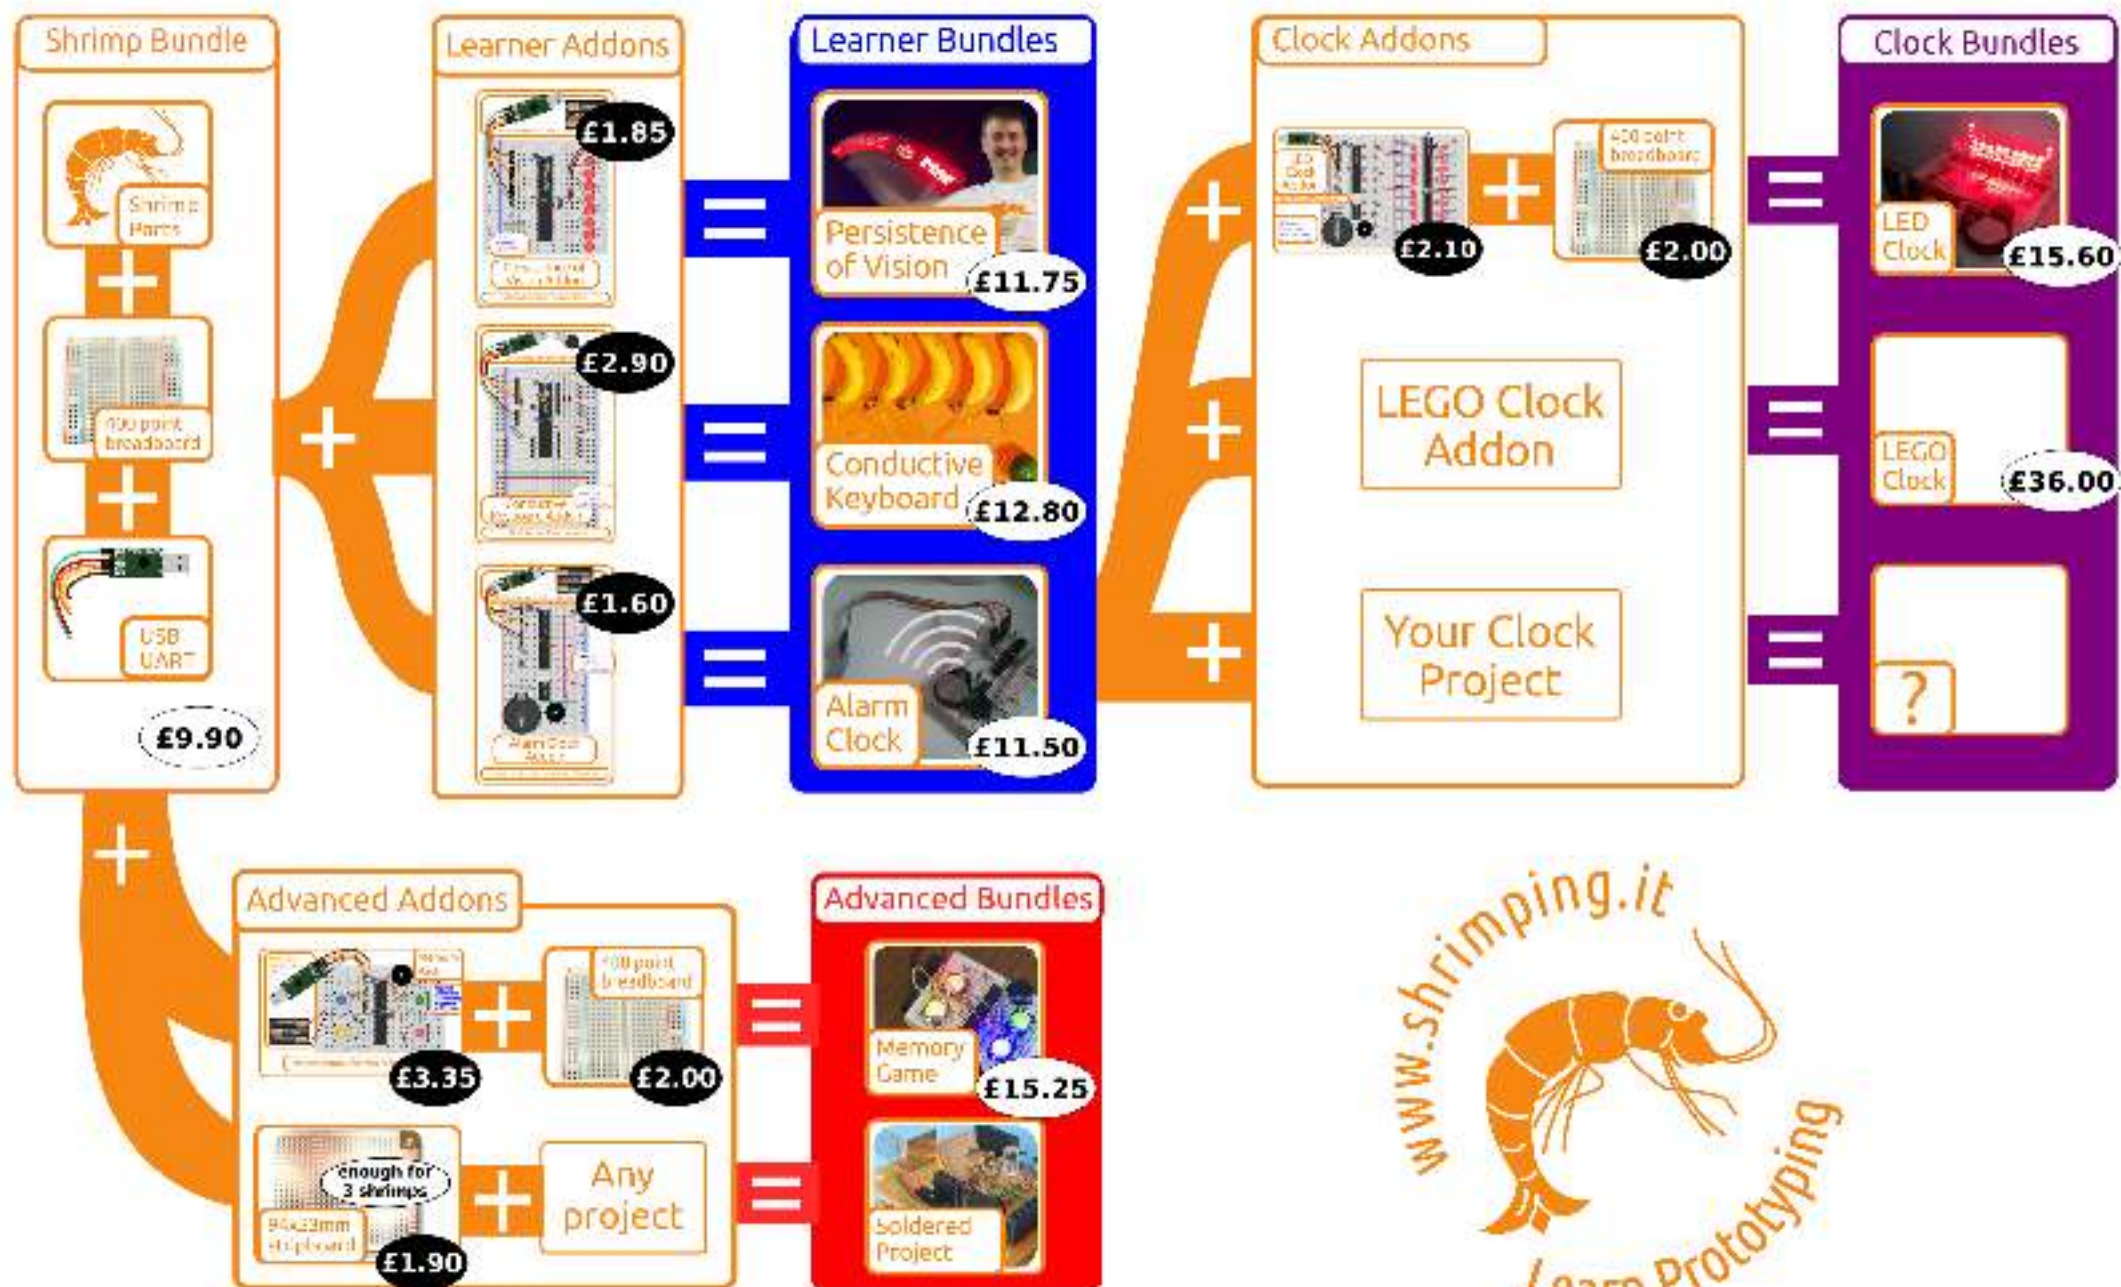 Shrimp Bundle
Shrimp
Parts
+
400 point
breadboard
+
USB
UART
£9.90
+
Learner Addons
£1.85
£2.90
£1.60
=
=
=
Learner Bundles
Persistence
of Vision
£11.75
Conductive
Keyboard
£12.80
Alarm
Clock
£11.50
+
+
+
Clock Addons
LED
Clock
Addon
£2.10
+
400 point
breadboard
£2.00
LEGO Clock
Addon
Your Clock
Project
=
=
=
Clock Bundles
LED
Clock
£15.60
LEGO
Clock
£36.00
?
+
Advanced Addons
£3.35
+
400 point
breadboard
£2.00
enough for
3 shrimps
stripboard
£1.90
+
Any
project
=
=
Advanced Bundles
Memory
Game
£15.25
Soldered
Project
www.shrimping.it
Learn Prototyping